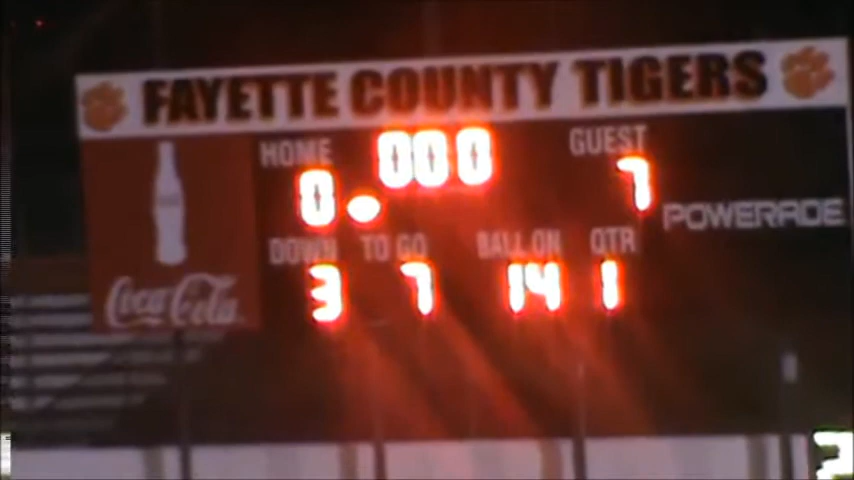 FAYETTE COUNTY TIGERS
HOME 000 GUEST
0 7
POWERADE
DOWN TO GO BALL ON QTR
3 7 14 1
Coca-Cola